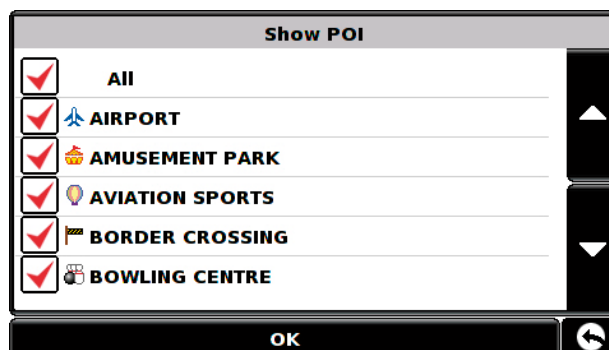 Show POI
All
AIRPORT
AMUSEMENT PARK
AVIATION SPORTS
BORDER CROSSING
BOWLING CENTRE
OK